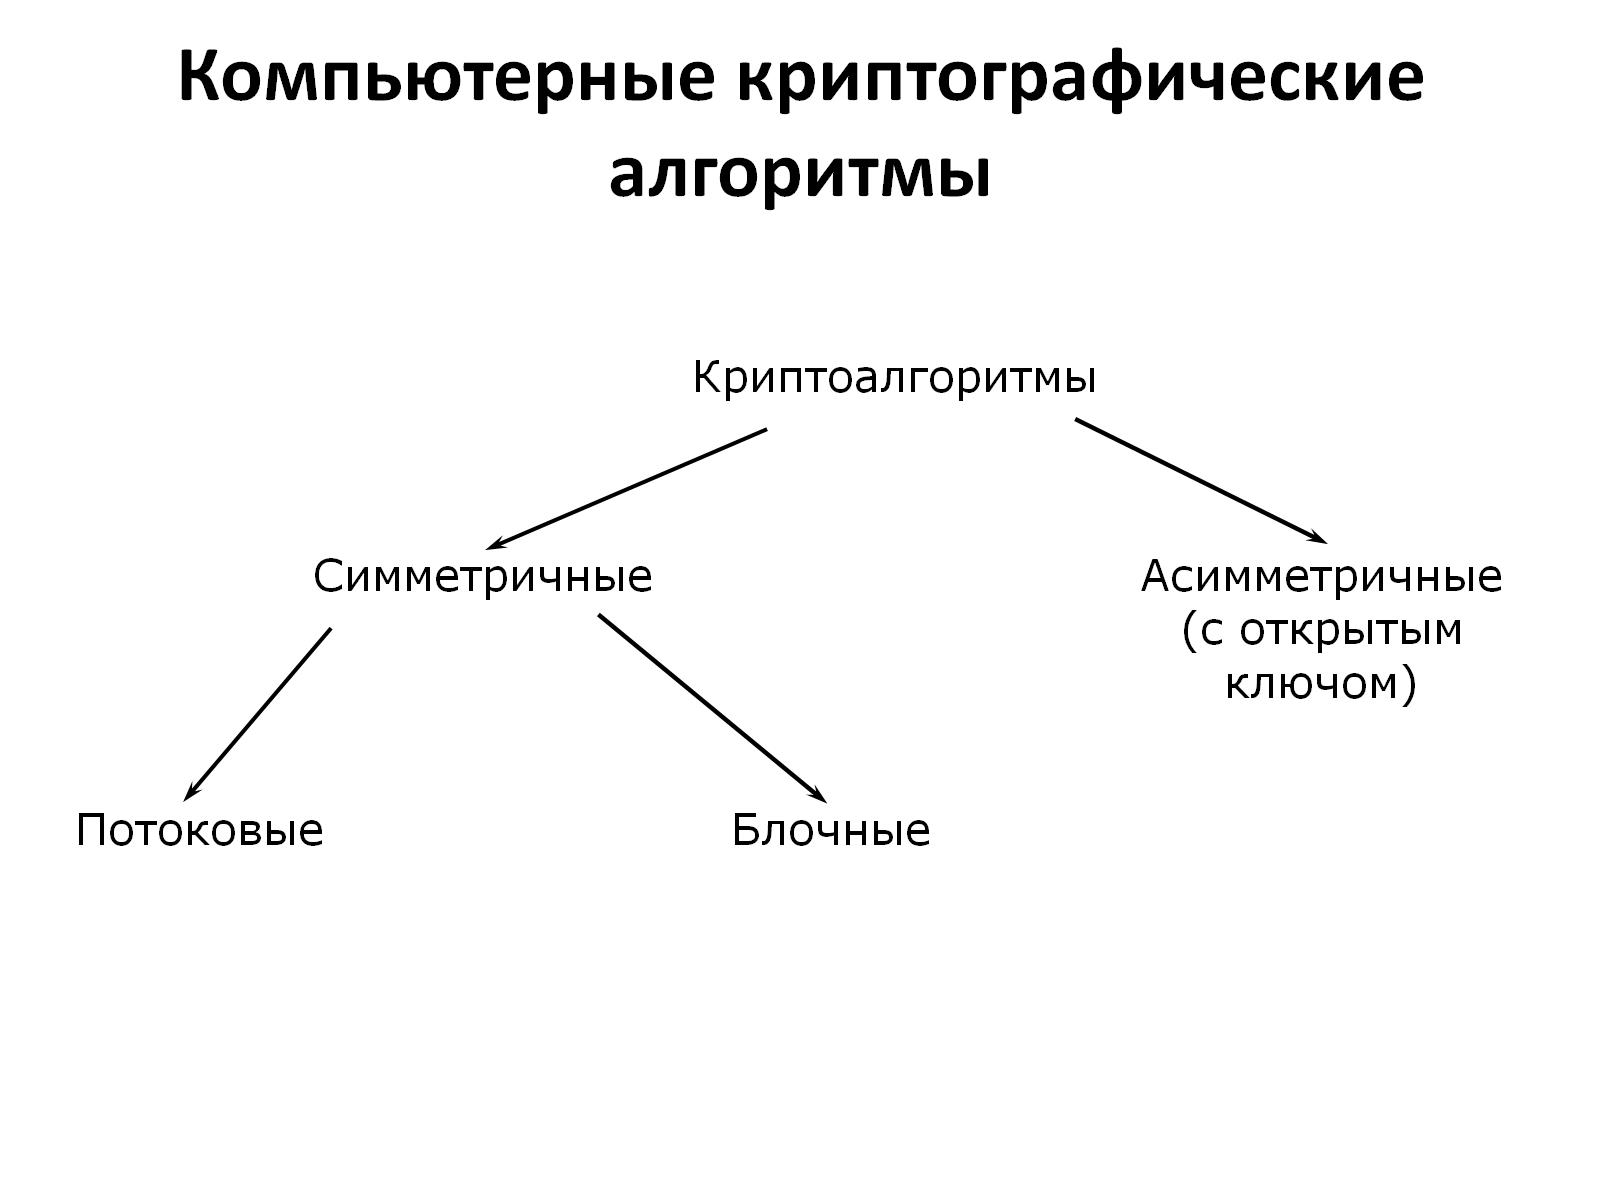 Компьютерные криптографические
алгоритмы
Криптоалгоритмы
Симметричные
Асимметричные
(с открытым
ключом)
Потоковые
Блочные